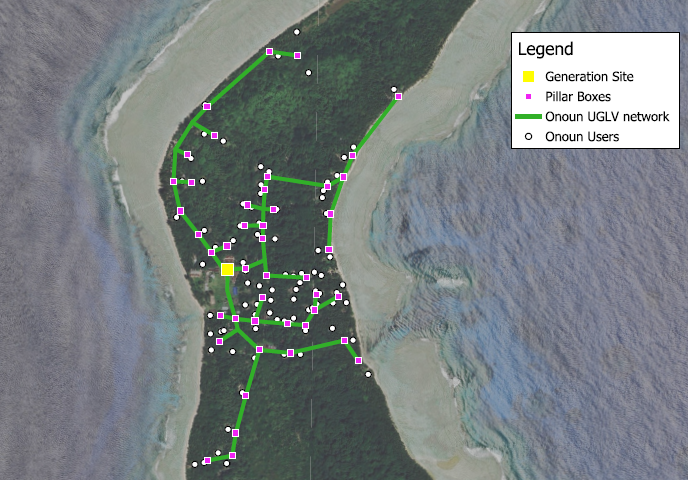 Legend
Generation Site
Pillar Boxes
Onoun UGLV network
Onoun Users